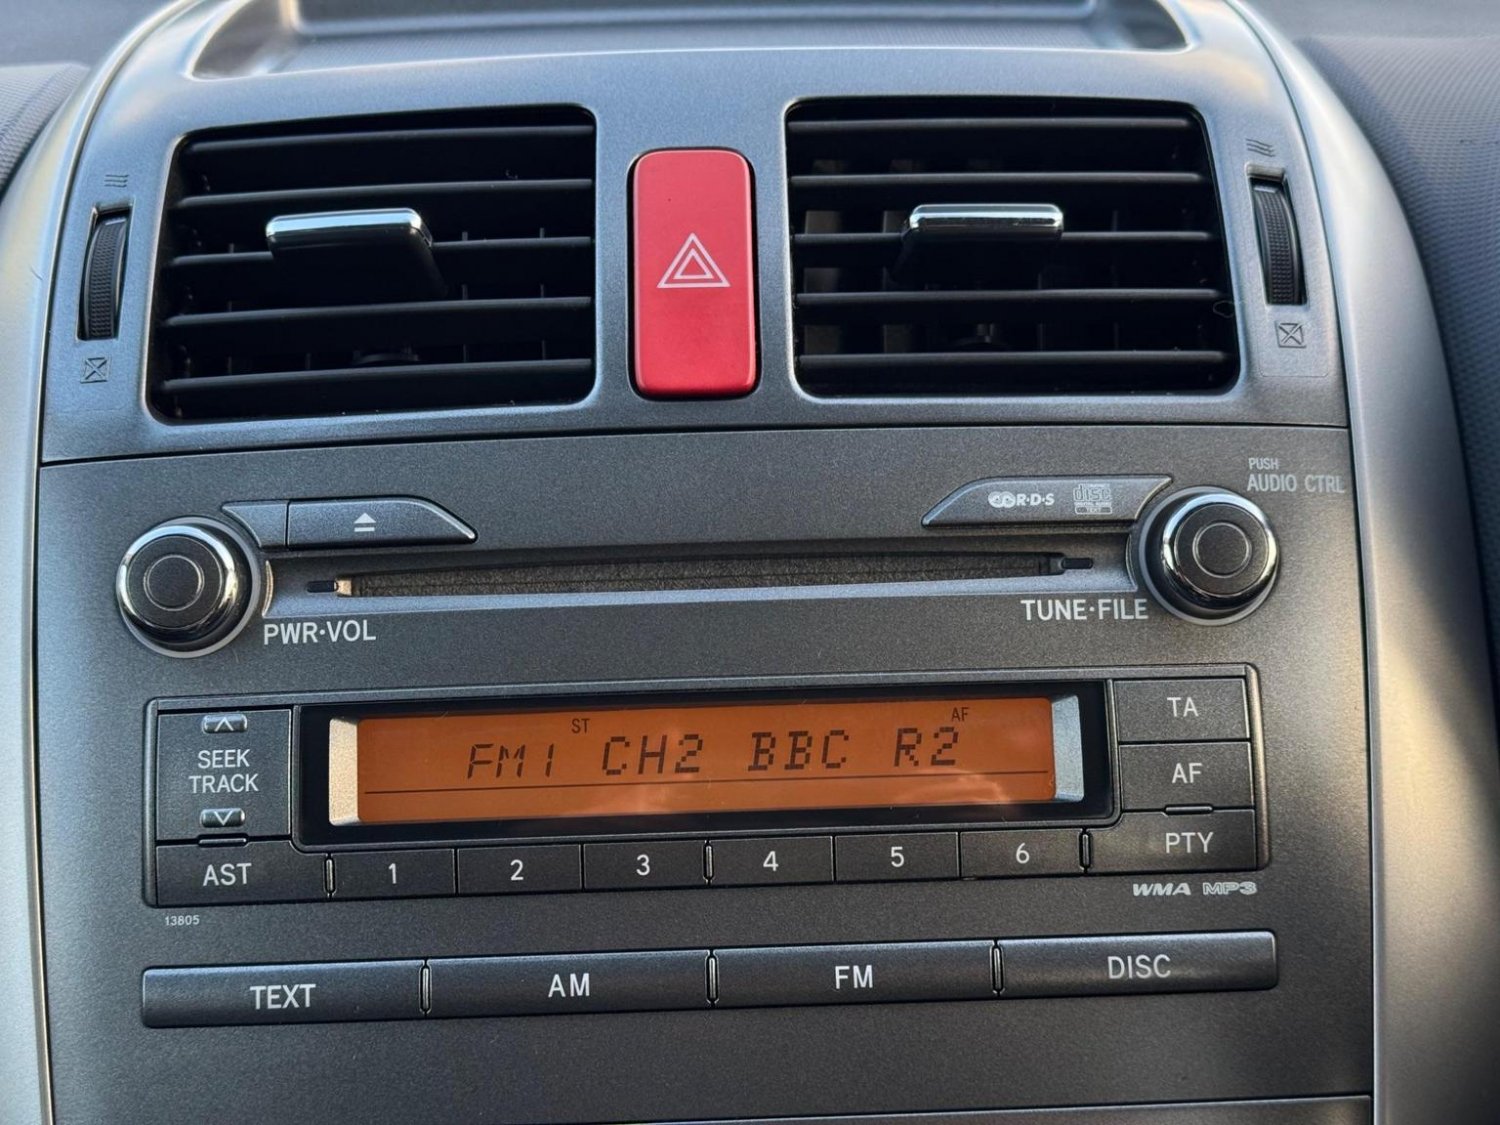 PUSH
AUDIO CTRL
R·D·S
disc
TEXT
PWR·VOL
TUNE·FILE
ST
AF
FM1 CH2 BBC R2
SEEK
TRACK
TA
AF
PTY
AST
1
2
3
4
5
6
WMA MP3
13805
TEXT
AM
FM
DISC